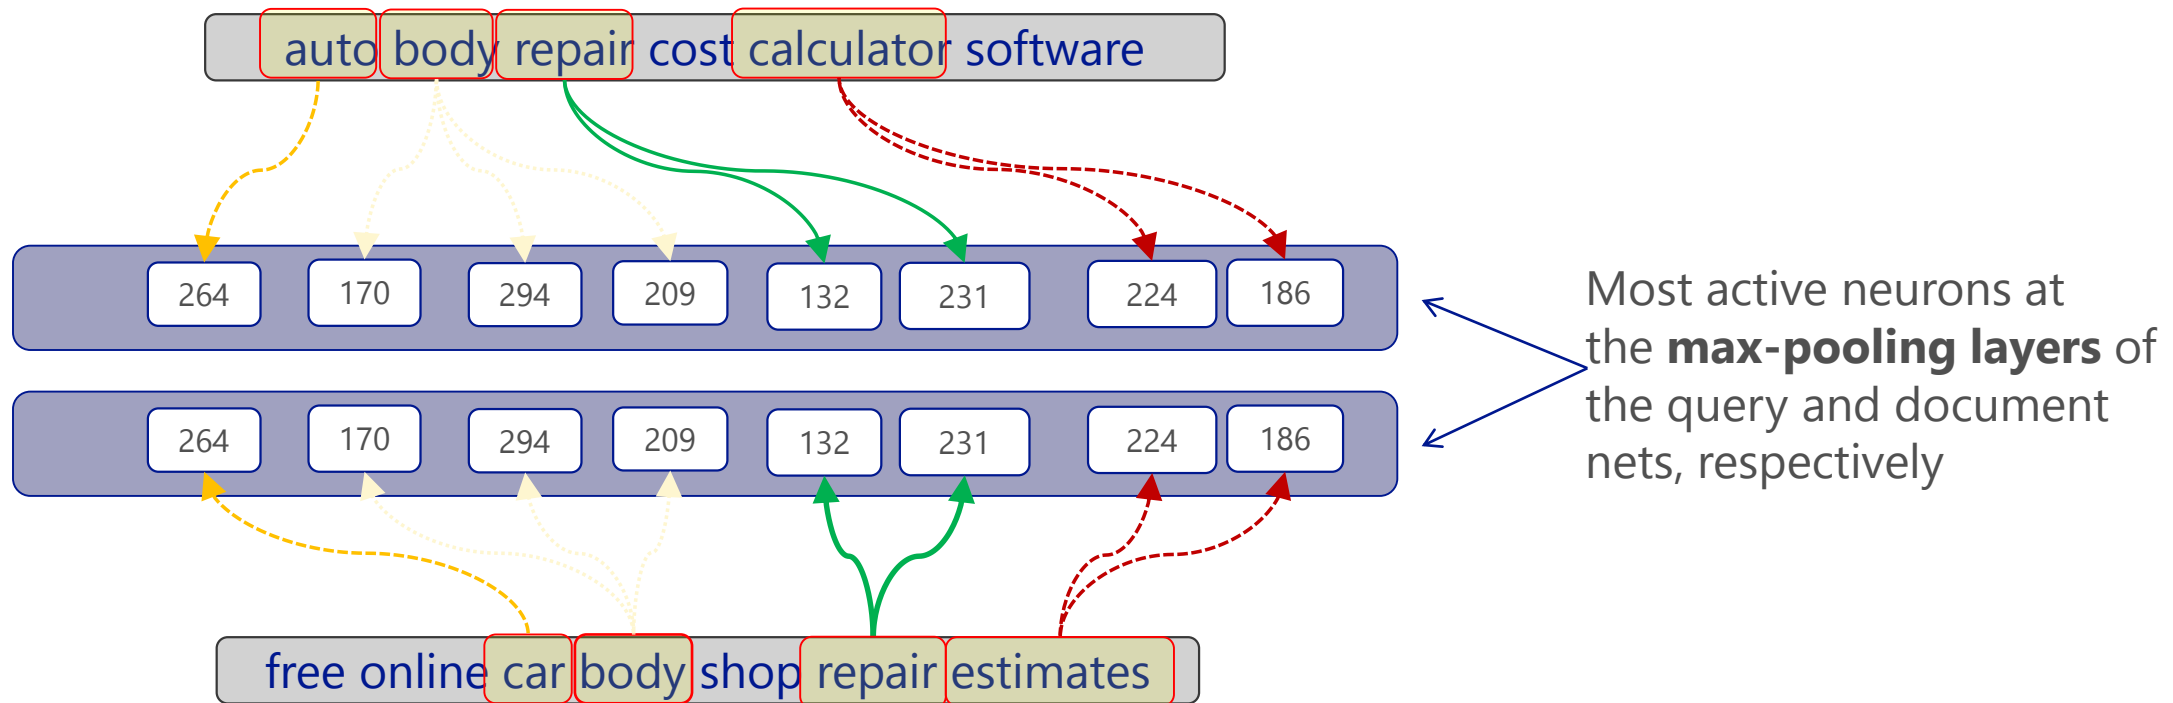 auto body repair cost calculator software
264 170 294 209 132 231 224 186
264 170 294 209 132 231 224 186
Most active neurons at
the max-pooling layers of
the query and document
nets, respectively
free online car body shop repair estimates